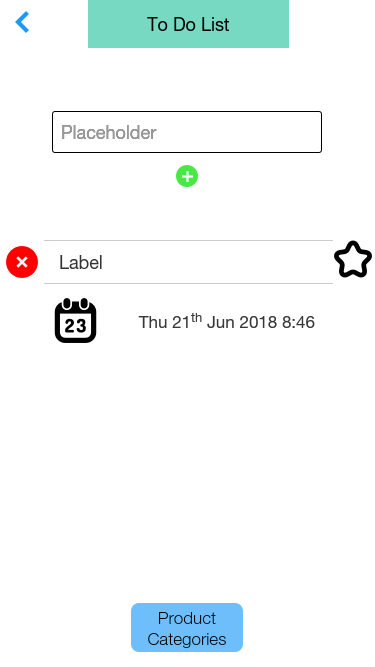 To Do List
Placeholder
Label
23
Thu 21th Jun 2018 8:46
Product
Categories